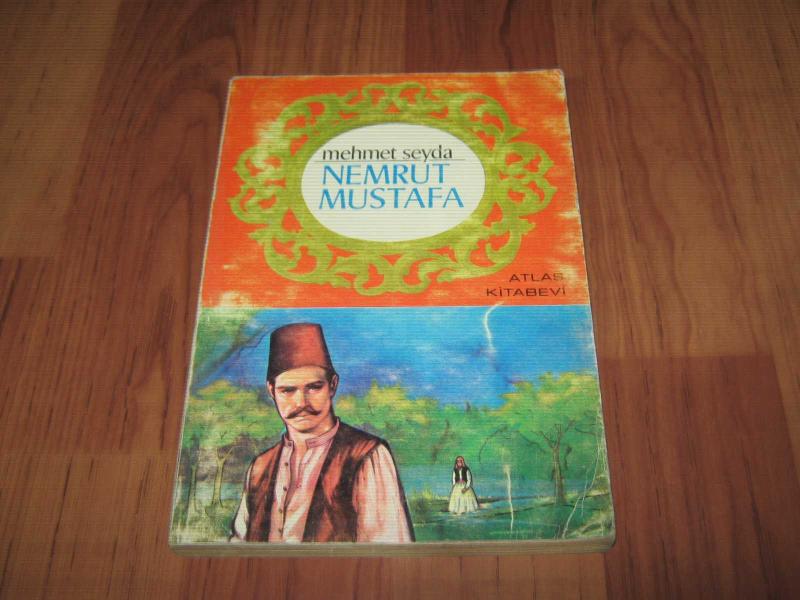 mehmet seyda
NEMRUT
MUSTAFA
ATLAS
KİTABEVİ